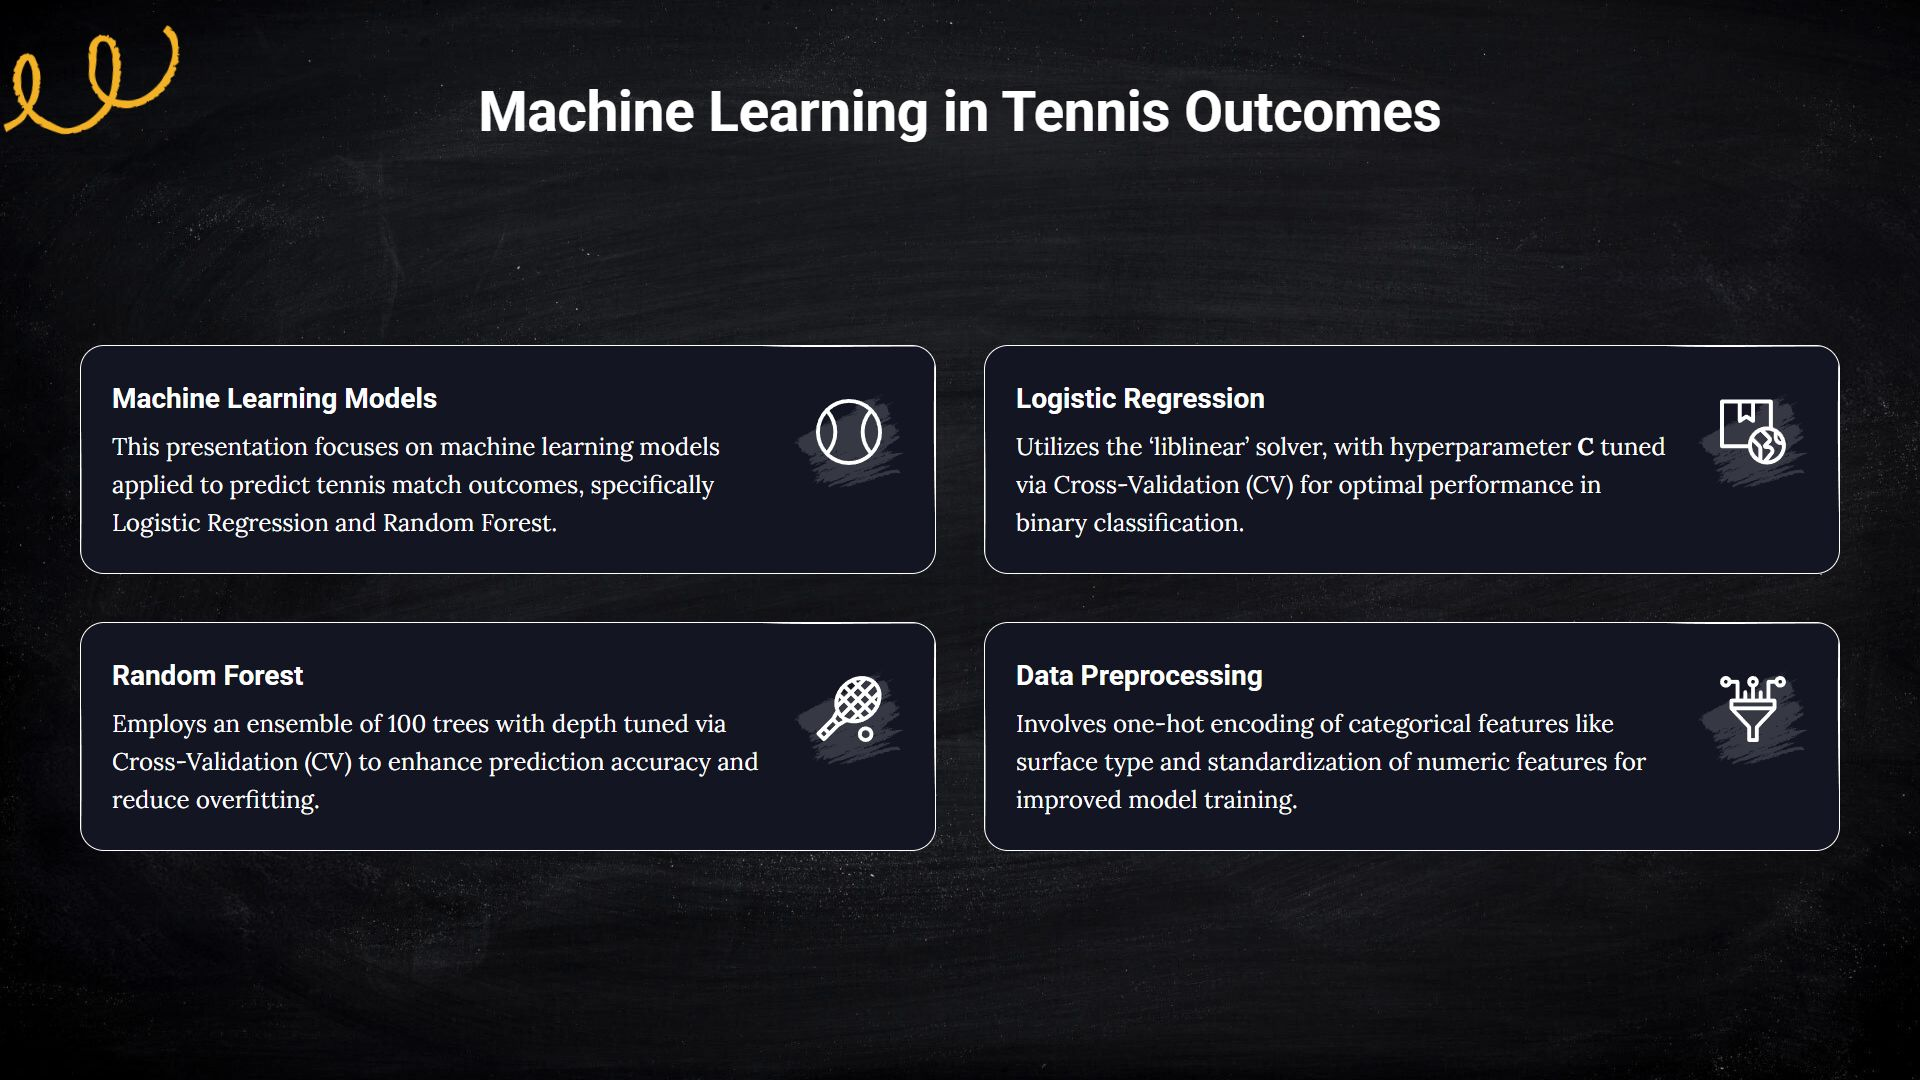 Machine Learning in Tennis Outcomes
Machine Learning Models
This presentation focuses on machine learning models
applied to predict tennis match outcomes, specifically
Logistic Regression and Random Forest.
Logistic Regression
Utilizes the ‘liblinear’ solver, with hyperparameter C tuned
via Cross-Validation (CV) for optimal performance in
binary classification.
Random Forest
Employs an ensemble of 100 trees with depth tuned via
Cross-Validation (CV) to enhance prediction accuracy and
reduce overfitting.
Data Preprocessing
Involves one-hot encoding of categorical features like
surface type and standardization of numeric features for
improved model training.